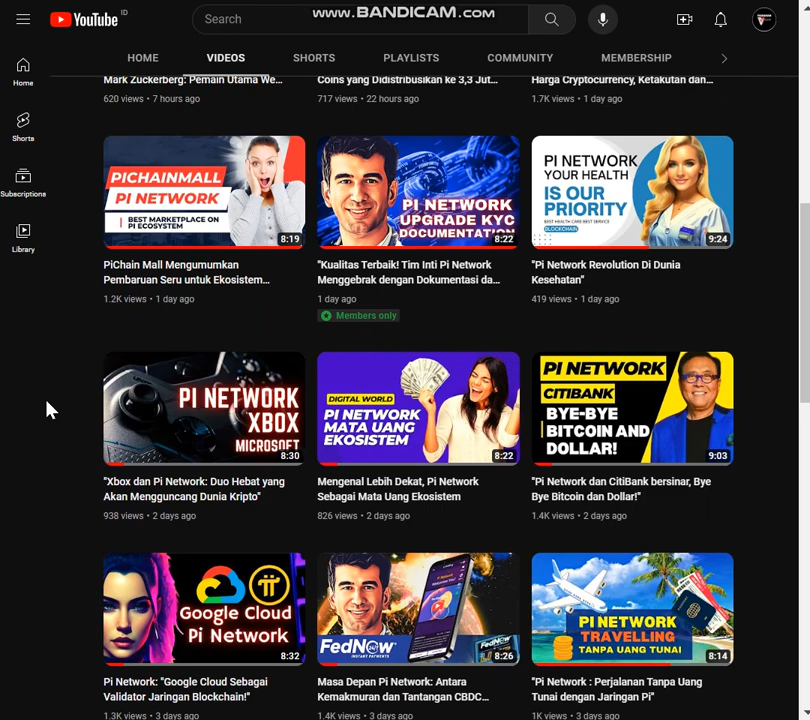 YouTube ID
Search
www.BANDICAM.com
HOME
VIDEOS
SHORTS
PLAYLISTS
COMMUNITY
MEMBERSHIP
Home
Shorts
Subscriptions
Library
Mark Zuckerberg: Pemain Utama We...
620 views • 7 hours ago
Coins yang Didistribusikan ke 3,3 Jut...
717 views • 22 hours ago
Harga Cryptocurrency, Ketakutan dan...
1.7K views • 1 day ago
PICHAINMALL
PI NETWORK
BEST MARKETPLACE ON
PI ECOSYSTEM
8:19
PiChain Mall Mengumumkan
Pembaruan Seru untuk Ekosistem...
1.2K views • 1 day ago
PI NETWORK
UPGRADE KYC
DOCUMENTATION
8:22
"Kualitas Terbaik! Tim Inti Pi Network
Menggebrak dengan Dokumentasi da...
1 day ago
Members only
PI NETWORK
YOUR HEALTH
IS OUR
PRIORITY
BEST HEALTH CARE BEST SERVICE
BLOCKCHAIN
9:24
"Pi Network Revolution Di Dunia
Kesehatan"
419 views • 1 day ago
PI NETWORK
XBOX
MICROSOFT
8:30
"Xbox dan Pi Network: Duo Hebat yang
Akan Mengguncang Dunia Kripto"
938 views • 2 days ago
DIGITAL WORLD
PI NETWORK
MATA UANG
EKOSISTEM
8:22
Mengenal Lebih Dekat, Pi Network
Sebagai Mata Uang Ekosistem
826 views • 2 days ago
PI NETWORK
CITIBANK
BYE-BYE
BITCOIN AND
DOLLAR!
9:03
"Pi Network dan CitiBank bersinar, Bye
Bye Bitcoin dan Dollar!"
1.4K views • 2 days ago
Google Cloud
Pi Network
8:32
Pi Network: "Google Cloud Sebagai
Validator Jaringan Blockchain!"
1.3K views • 3 days ago
FedNow
INSTANT PAYMENTS
8:26
Masa Depan Pi Network: Antara
Kemakmuran dan Tantangan CBDC...
1.4K views • 3 days ago
PI NETWORK
TRAVELLING
TANPA UANG TUNAI
8:14
"Pi Network : Perjalanan Tanpa Uang
Tunai dengan Jaringan Pi"
1K views • 3 days ago